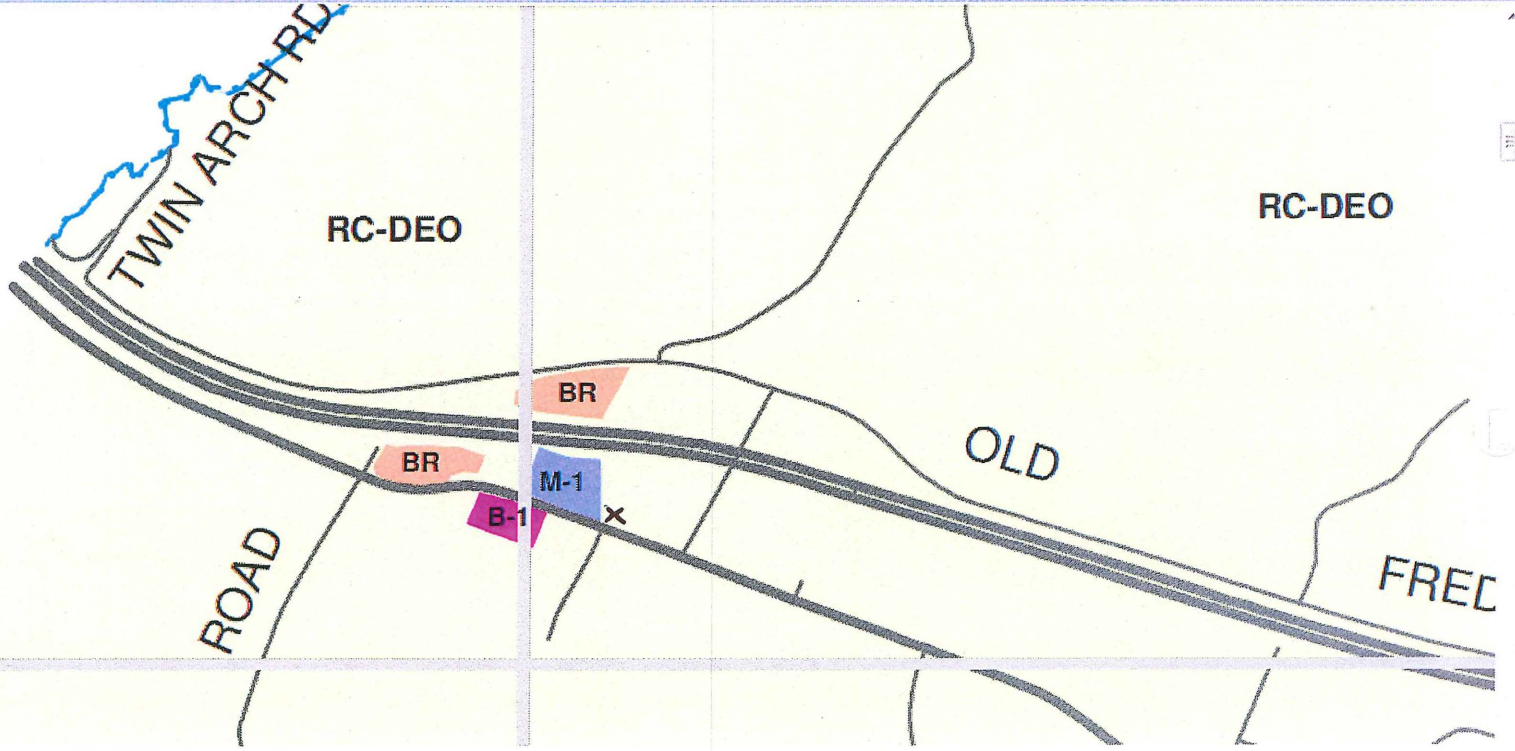 TWIN ARCH RD
RC-DEO
RC-DEO
BR
BR
M-1
B-1
×
OLD
ROAD
FRED